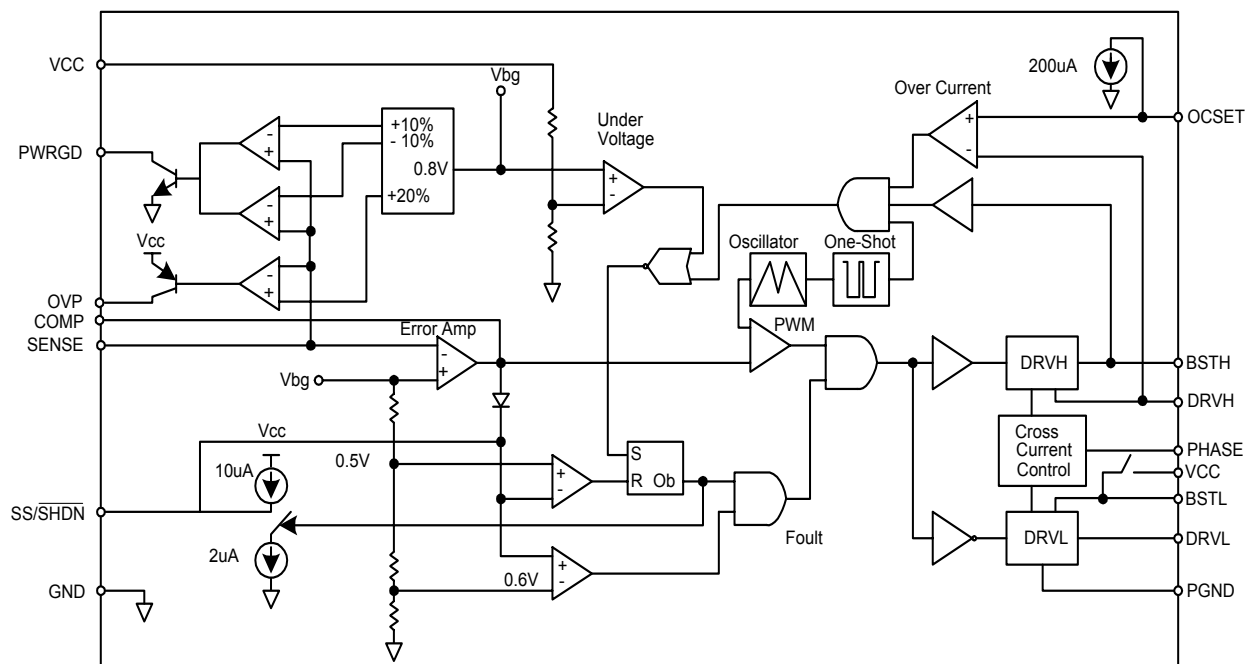 VCC
Vbg
200uA
Over Current
+
-
OCSET
Under
Voltage
+10%
- 10%
0.8V
+20%
PWRGD
-
+
-
+
+
-
Vcc
-
+
Oscillator
One-Shot
OVP
COMP
SENSE
Error Amp
-
+
PWM
DRVH
BSTH
Vbg
DRVH
Vcc
Cross
Current
Control
PHASE
VCC
0.5V
10uA
+
-
S
R Ob
BSTL
SS/SHDN
Foult
DRVL
DRVL
2uA
0.6V
+
-
GND
PGND